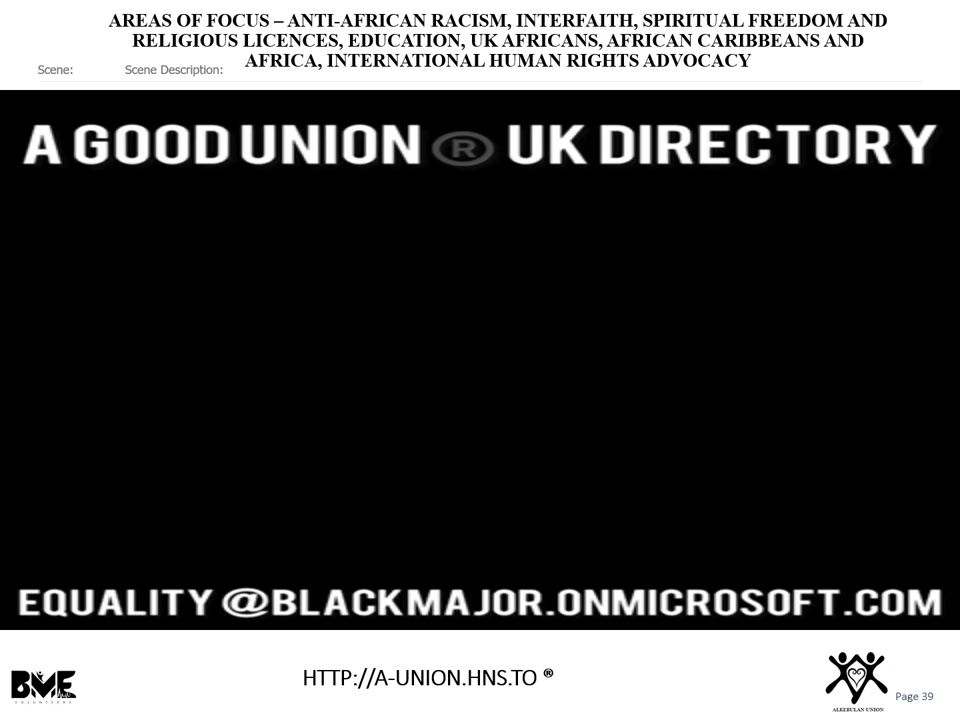 AREAS OF FOCUS – ANTI-AFRICAN RACISM, INTERFAITH, SPIRITUAL FREEDOM AND
RELIGIOUS LICENCES, EDUCATION, UK AFRICANS, AFRICAN CARIBBEANS AND
AFRICA, INTERNATIONAL HUMAN RIGHTS ADVOCACY
Scene: Scene Description:
A GOOD UNION ® UK DIRECTORY
EQUALITY @BLACKMAJOR.ONMICROSOFT.COM
BME
VOLUNTEERS
HTTP://A-UNION.HNS.TO ®
ALKEBULAN UNION
Page 39